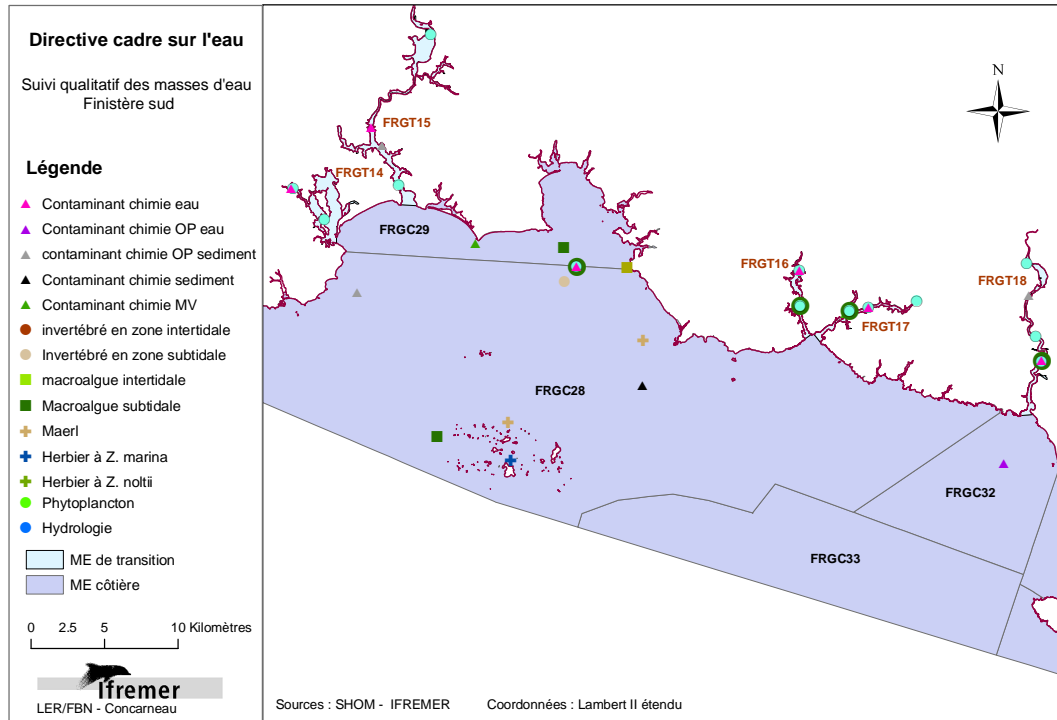 Directive cadre sur l'eau
Suivi qualitatif des masses d'eau
Finistère sud
Légende
Contaminant chimie eau
Contaminant chimie OP eau
contaminant chimie OP sediment
Contaminant chimie sediment
Contaminant chimie MV
invertébré en zone intertidale
Invertébré en zone subtidale
macroalgue intertidale
Macroalgue subtidale
Maerl
Herbier à Z. marina
Herbier à Z. noltii
Phytoplancton
Hydrologie
ME de transition
ME côtière
0 2.5 5 10 Kilomètres
Ifremer
LER/FBN - Concarneau
N
FRGT15
FRGT14
FRGC29
FRGT16
FRGT18
FRGT17
FRGC28
FRGC32
FRGC33
Sources : SHOM - IFREMER Coordonnées : Lambert II étendu